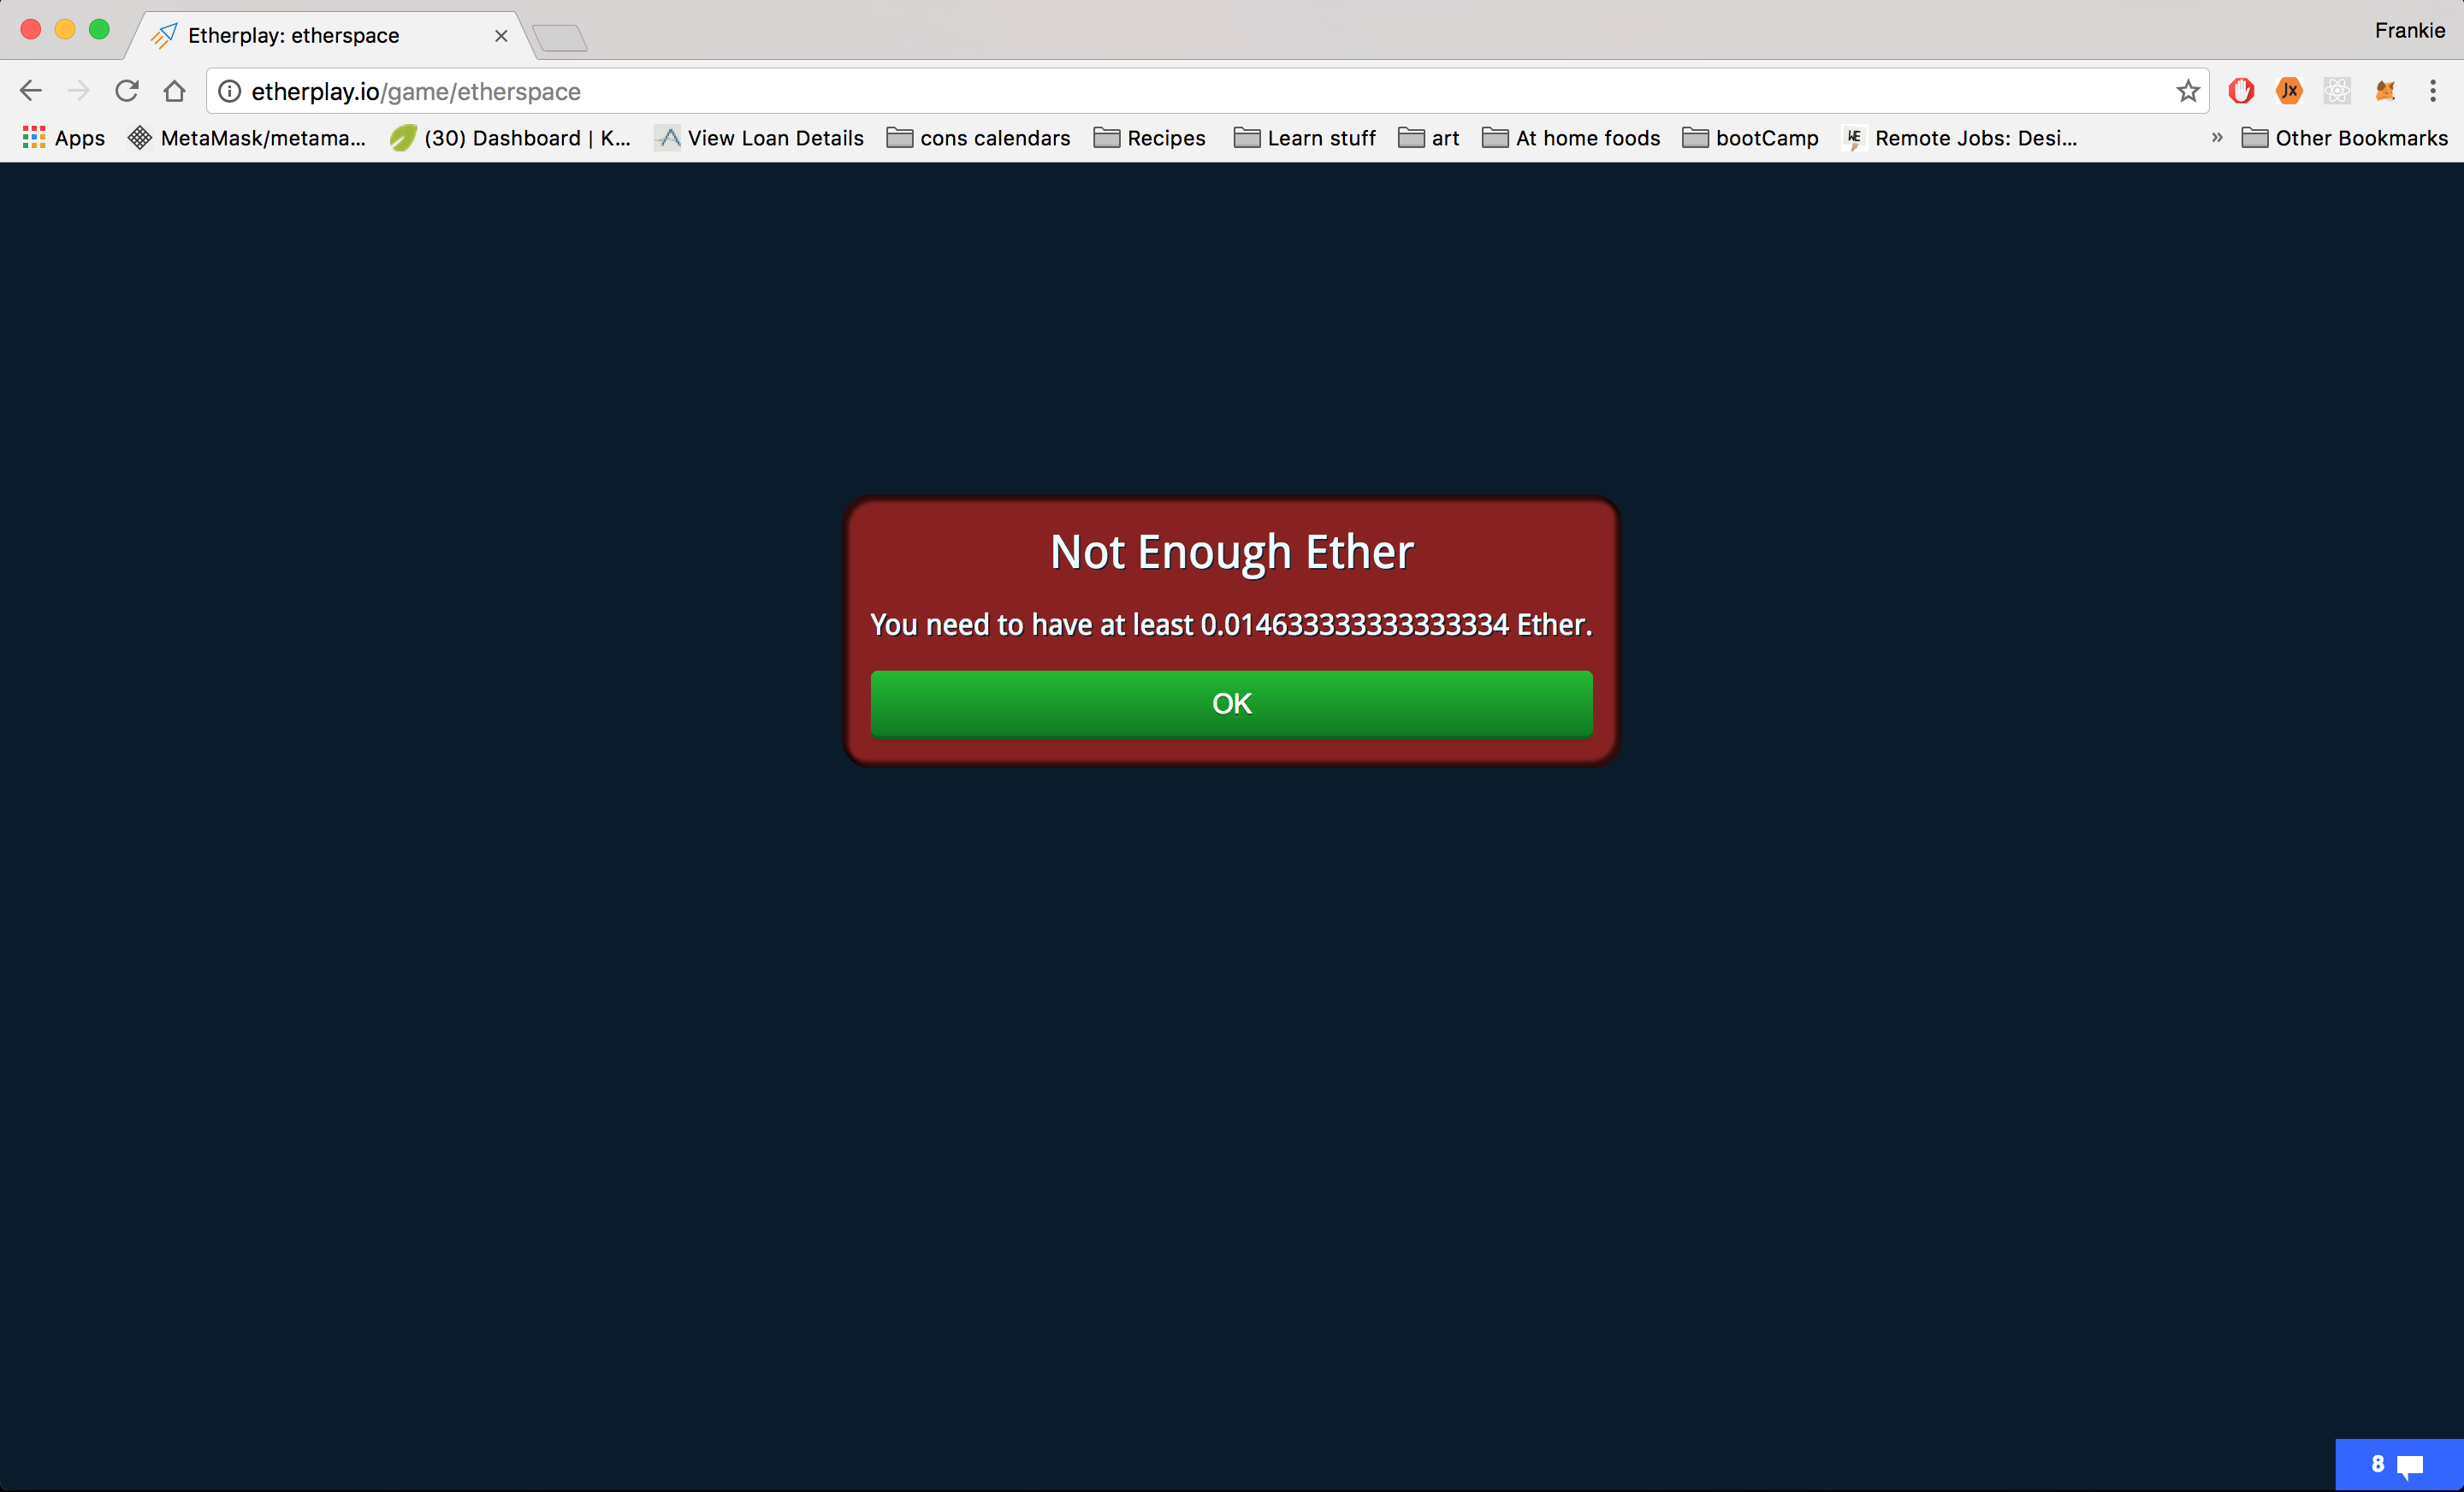 Etherplay: etherspace
Frankie
etherplay.io/game/etherspace
Apps MetaMask/metama... (30) Dashboard | K... View Loan Details cons calendars Recipes Learn stuff art At home foods bootCamp Remote Jobs: Desi... » Other Bookmarks
Not Enough Ether
You need to have at least 0.014633333333333334 Ether.
OK
8